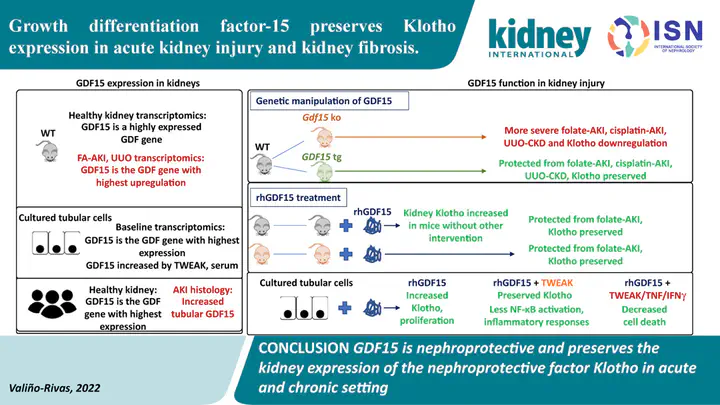 Growth differentiation factor-15 preserves Klotho
expression in acute kidney injury and kidney fibrosis.
kidney
INTERNATIONAL
ISN
INTERNATIONAL SOCIETY
OF NEPHROLOGY
GDF15 expression in kidneys
WT
Healthy kidney transcriptomics:
GDF15 is a highly expressed
GDF gene
FA-AKI, UUO transcriptomics:
GDF15 is the GDF gene with
highest upregulation
Cultured tubular cells
Baseline transcriptomics:
GDF15 is the GDF gene with highest
expression
GDF15 increased by TWEAK, serum
Healthy kidney:
GDF15 is the GDF
gene with highest
expression
AKI histology:
Increased
tubular GDF15
GDF15 function in kidney injury
Genetic manipulation of GDF15
Gdf15 ko
WT
GDF15 tg
More severe folate-AKI, cisplatin-AKI,
UUO-CKD and Klotho downregulation
Protected from folate-AKI, cisplatin-AKI,
UUO-CKD, Klotho preserved
rhGDF15 treatment
rhGDF15
Kidney Klotho increased
in mice without other
intervention
Protected from folate-AKI,
Klotho preserved
Protected from folate-AKI,
Klotho preserved
Cultured tubular cells
rhGDF15
Increased
Klotho,
proliferation
rhGDF15 + TWEAK
Preserved Klotho
Less NF-κB activation,
inflammatory responses
rhGDF15 +
TWEAK/TNF/IFNγ
Decreased
cell death
Valiño-Rivas, 2022
CONCLUSION GDF15 is nephroprotective and preserves the
kidney expression of the nephroprotective factor Klotho in acute
and chronic setting